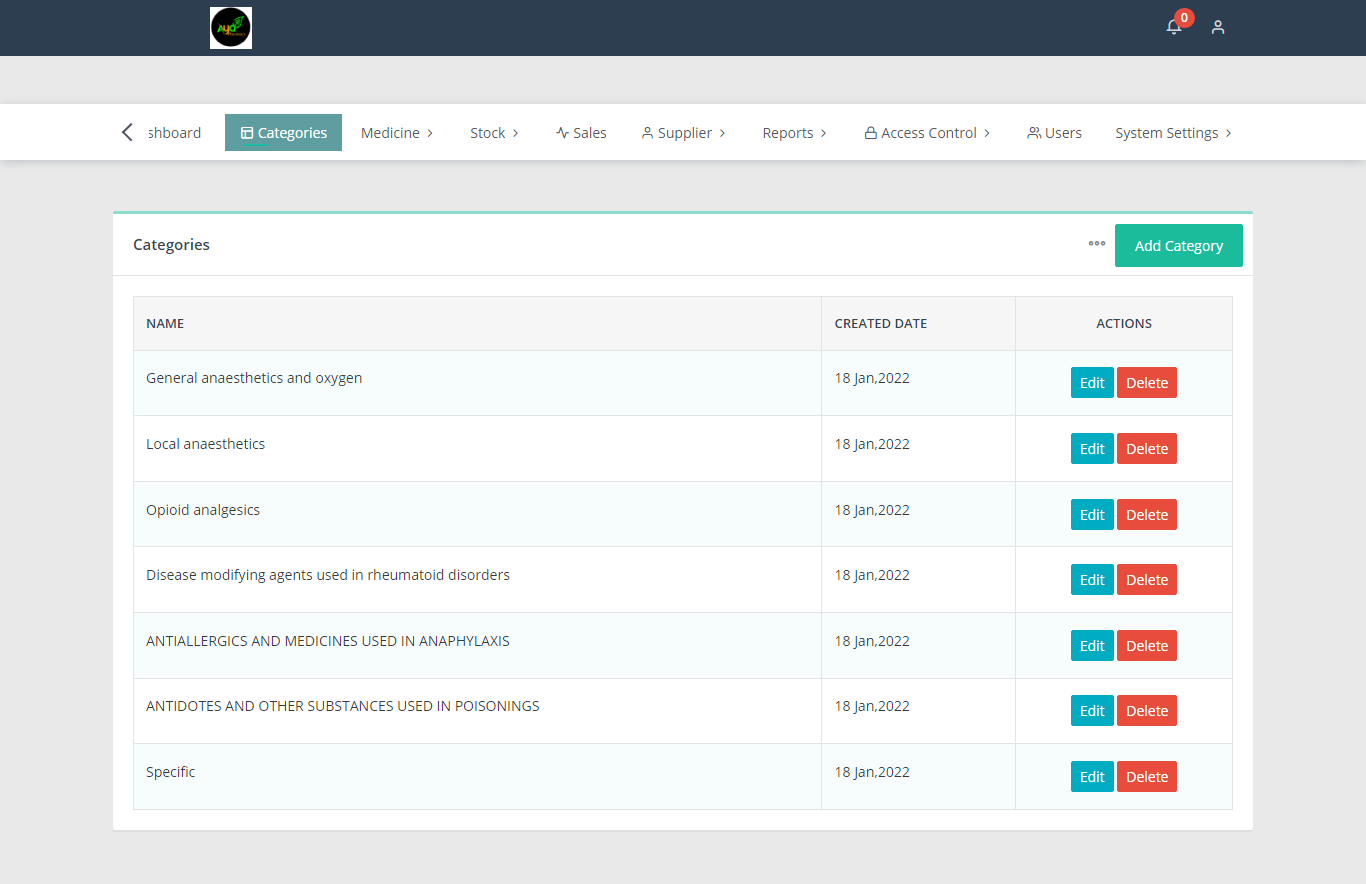 Aya
0
shboard Categories Medicine Stock Sales Supplier Reports Access Control Users System Settings
Categories
Add Category
NAME CREATED DATE ACTIONS
General anaesthetics and oxygen 18 Jan,2022 Edit Delete
Local anaesthetics 18 Jan,2022 Edit Delete
Opioid analgesics 18 Jan,2022 Edit Delete
Disease modifying agents used in rheumatoid disorders 18 Jan,2022 Edit Delete
ANTIALLERGICS AND MEDICINES USED IN ANAPHYLAXIS 18 Jan,2022 Edit Delete
ANTIDOTES AND OTHER SUBSTANCES USED IN POISONINGS 18 Jan,2022 Edit Delete
Specific 18 Jan,2022 Edit Delete